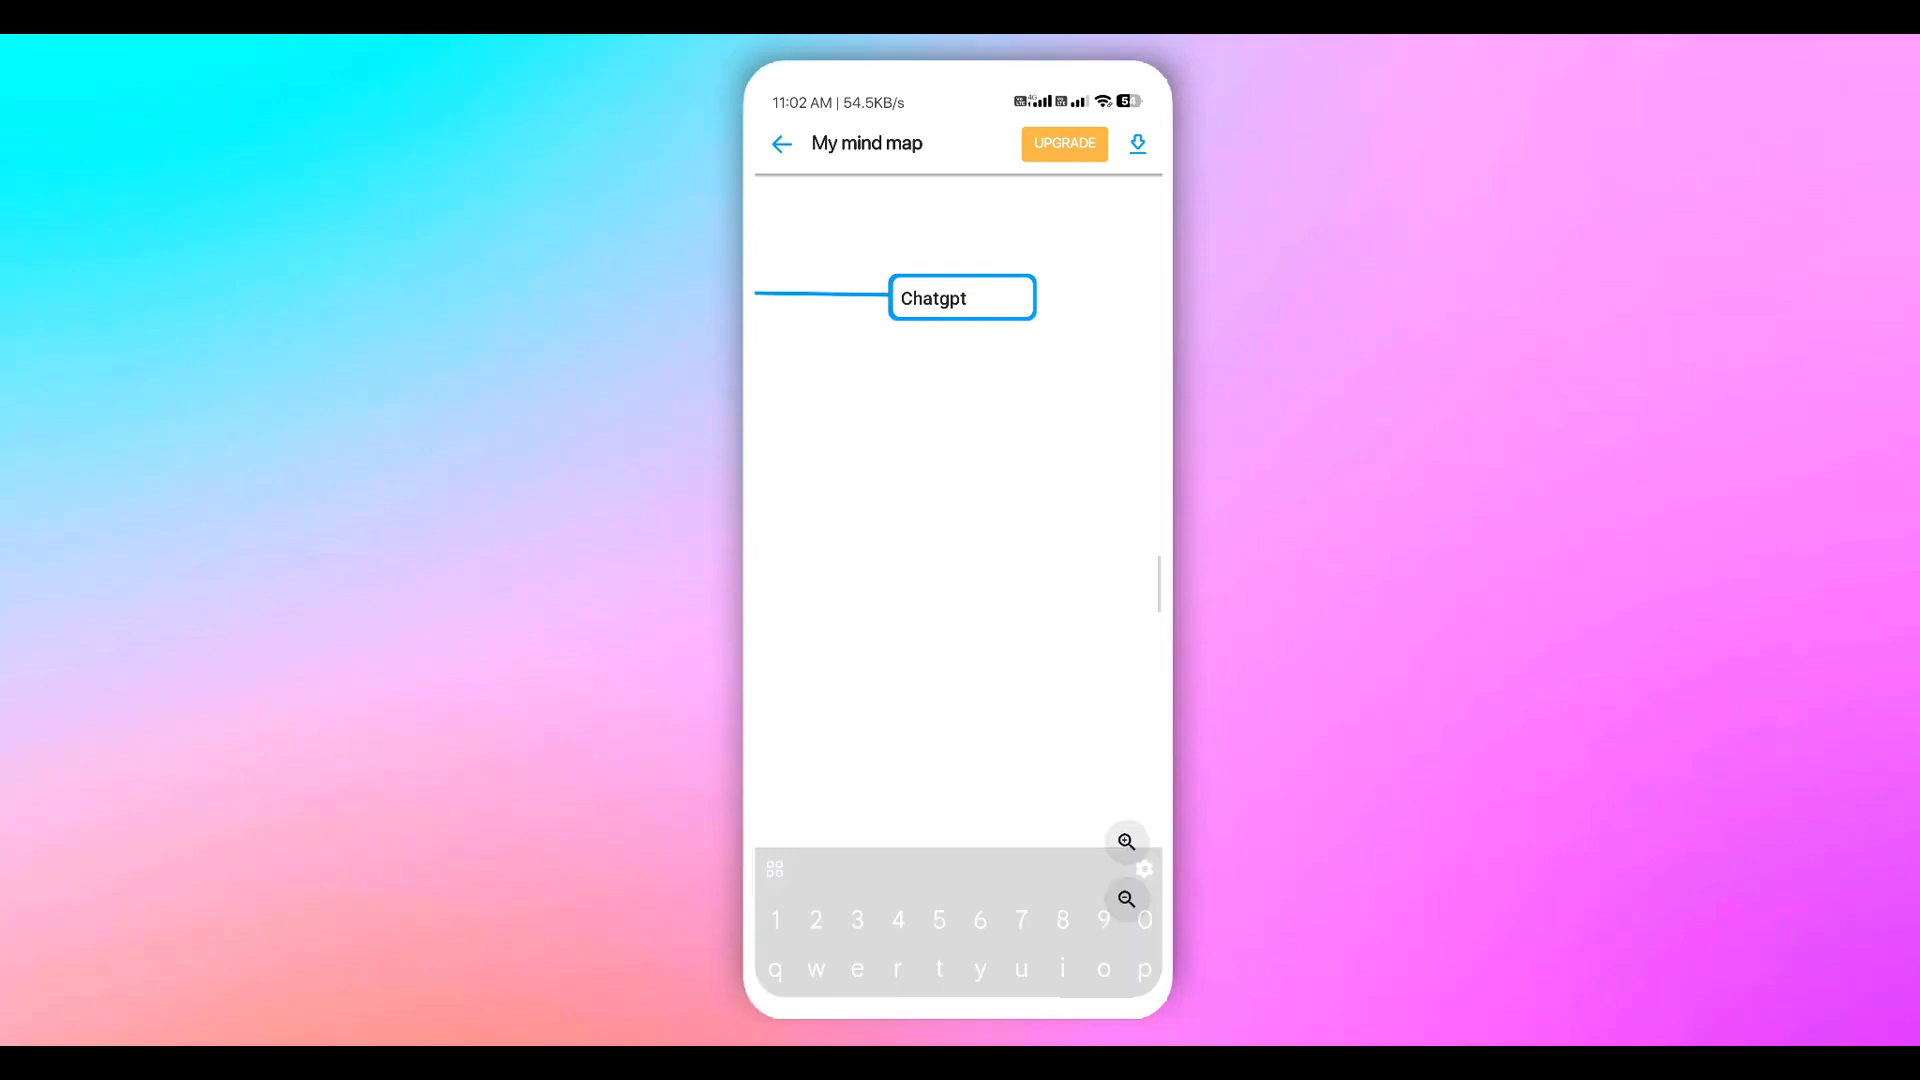 11:02 AM | 54.5KB/s
My mind map
UPGRADE
Chatgpt
1 2 3 4 5 6 7 8 9 0
q w e r t y u i o p